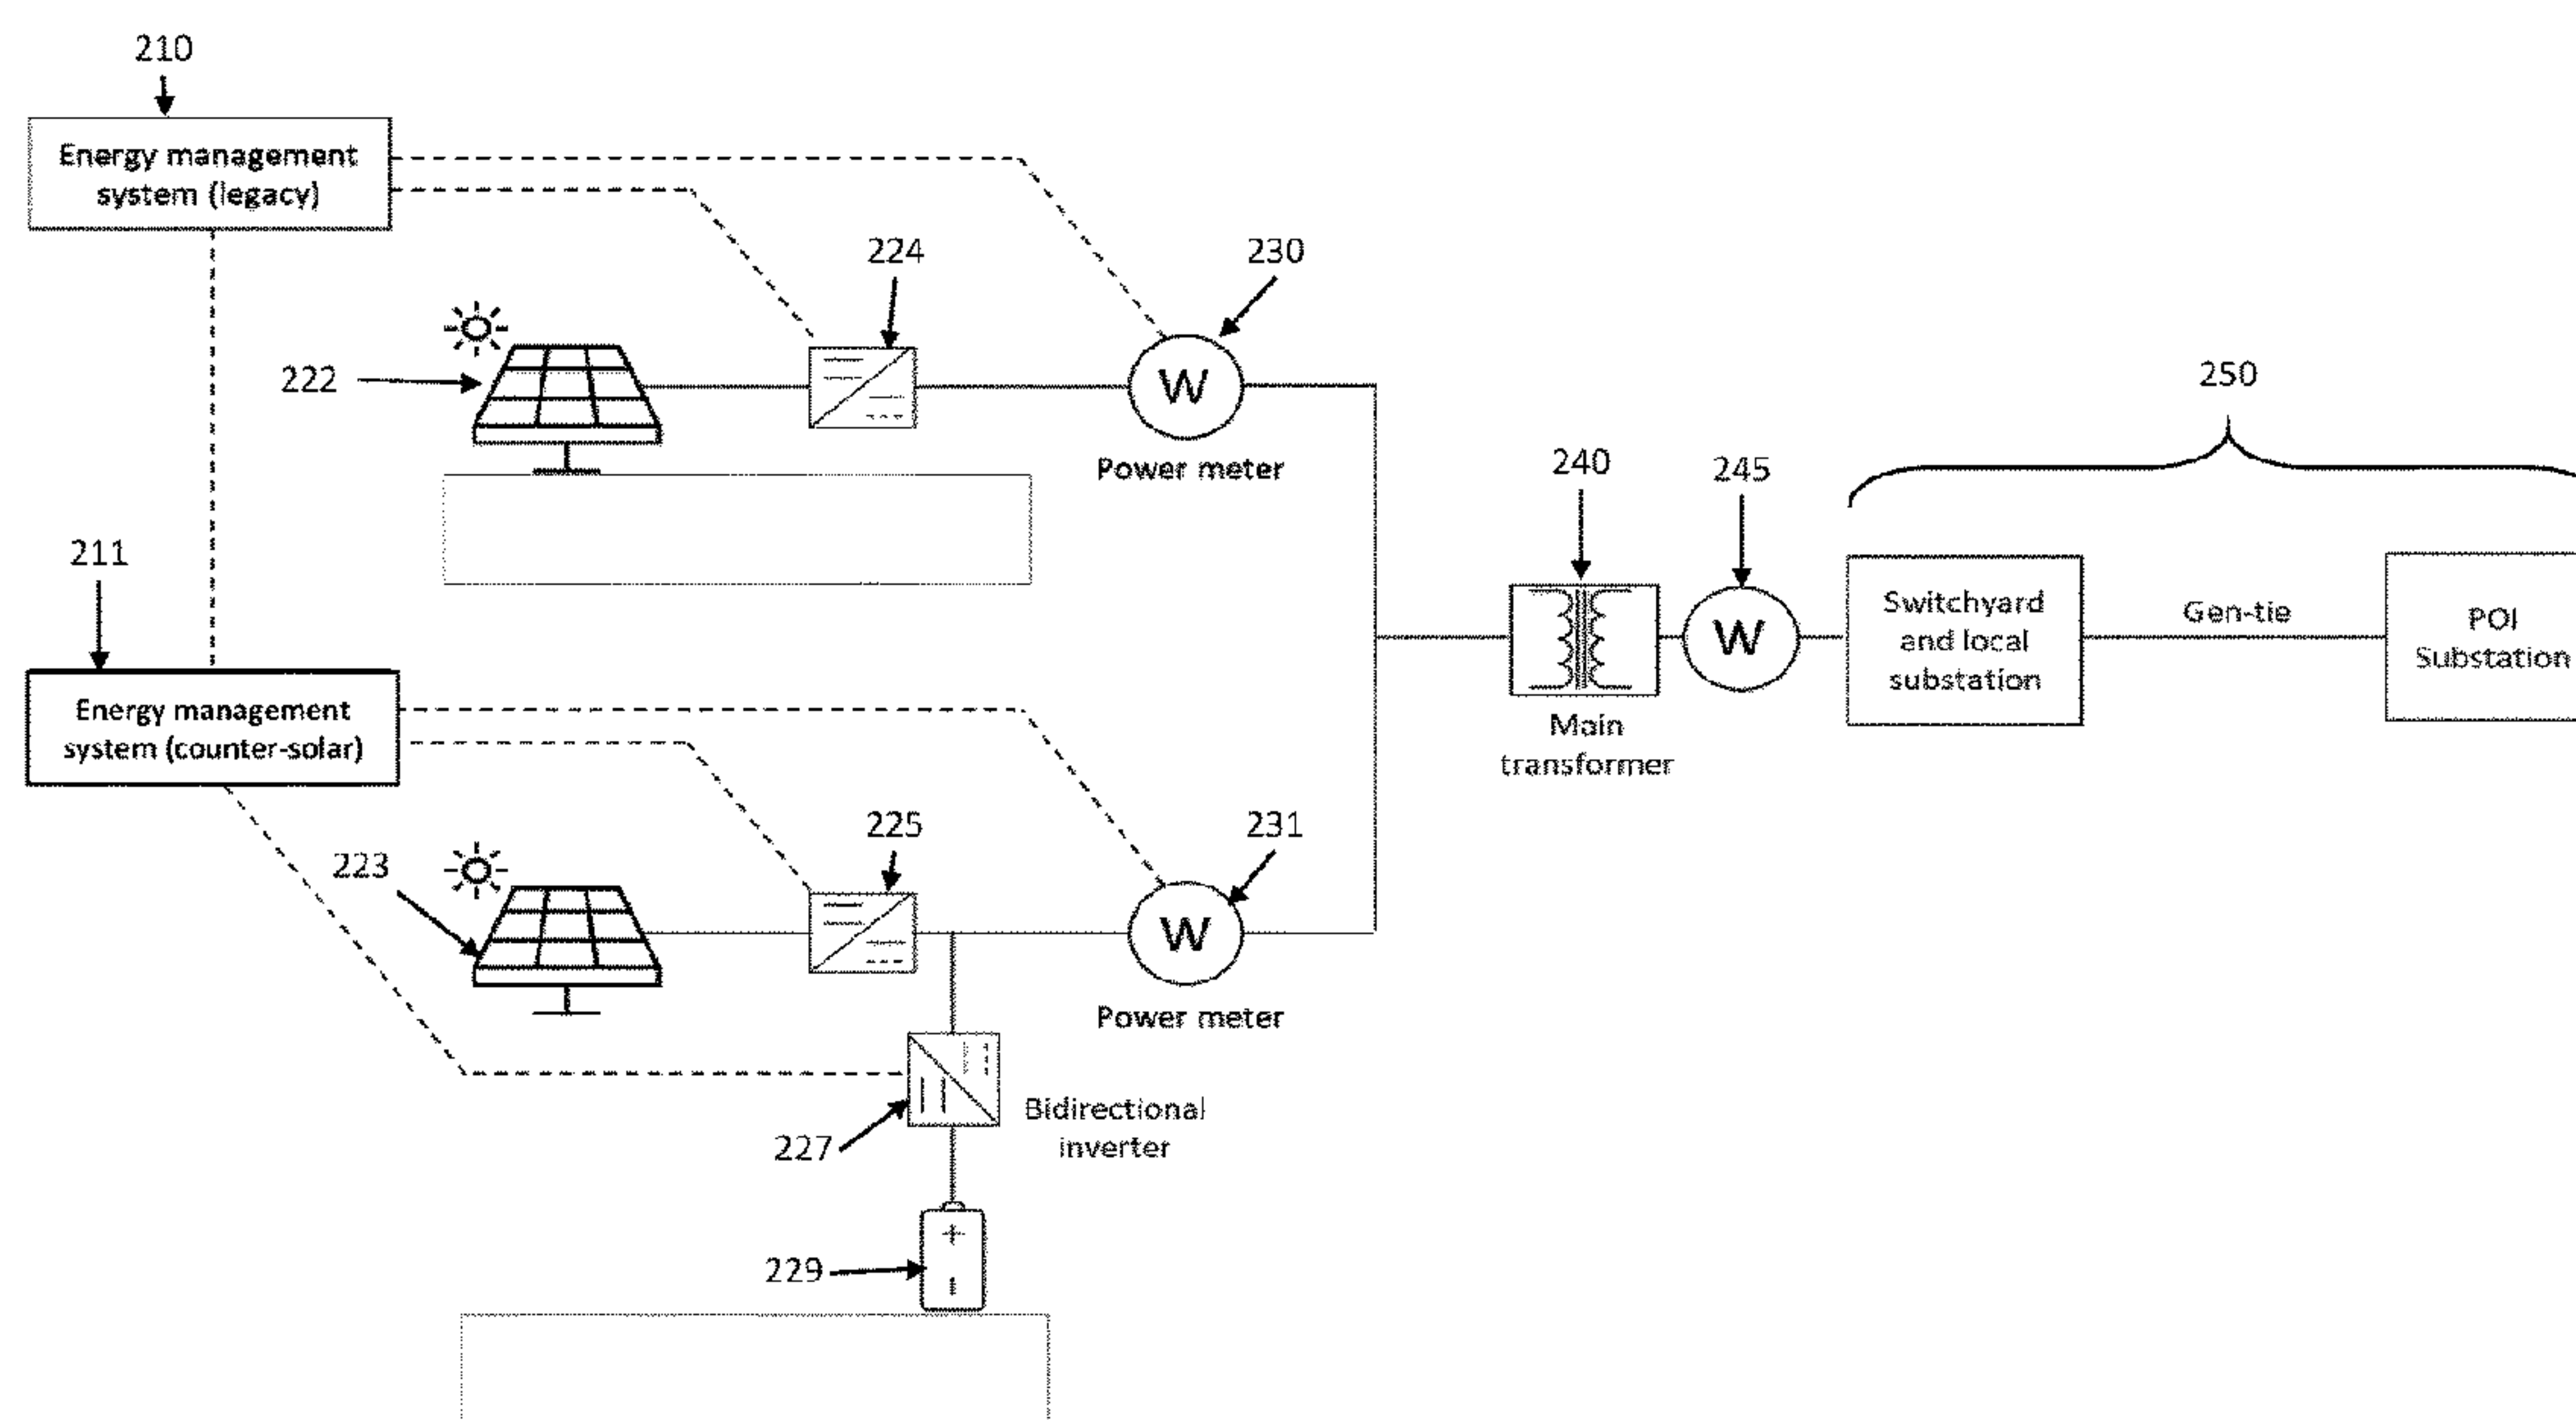 210
Energy management
system (legacy)
224
230
222
W
Power meter
250
240
245
211
Energy management
system (counter-solar)
W
Switchyard
and local
substation
Gen-tie
POI
Substation
Main
transformer
225
231
223
W
Power meter
Bidirectional
inverter
227
229
+
-